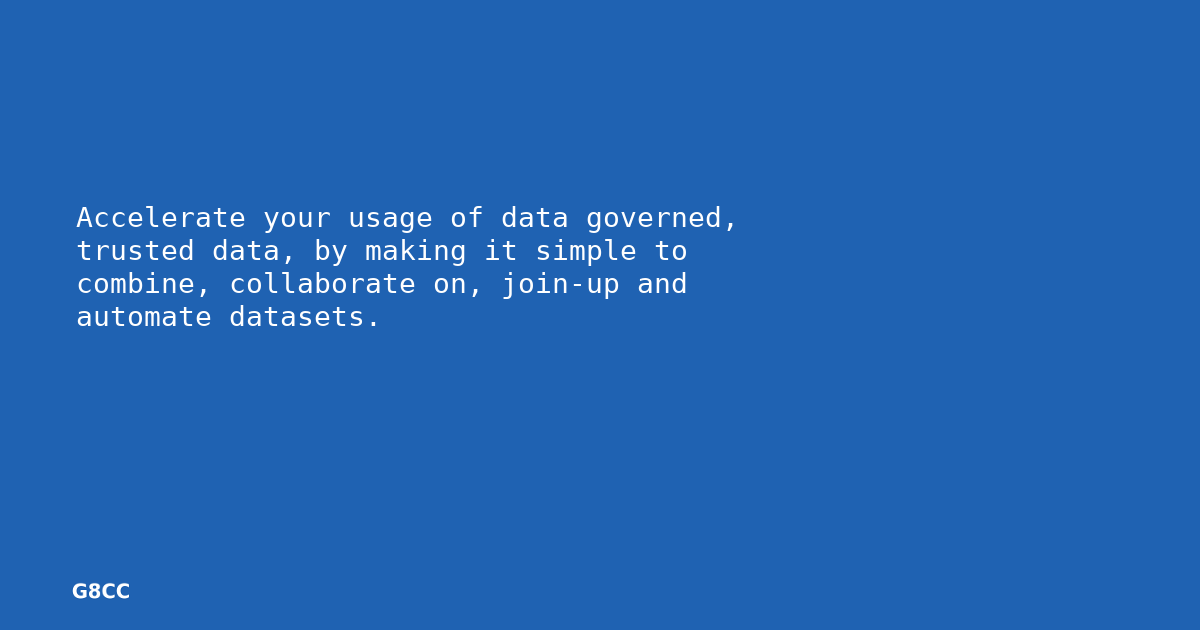 Accelerate your usage of data governed,
trusted data, by making it simple to
combine, collaborate on, join-up and
automate datasets.
G8CC